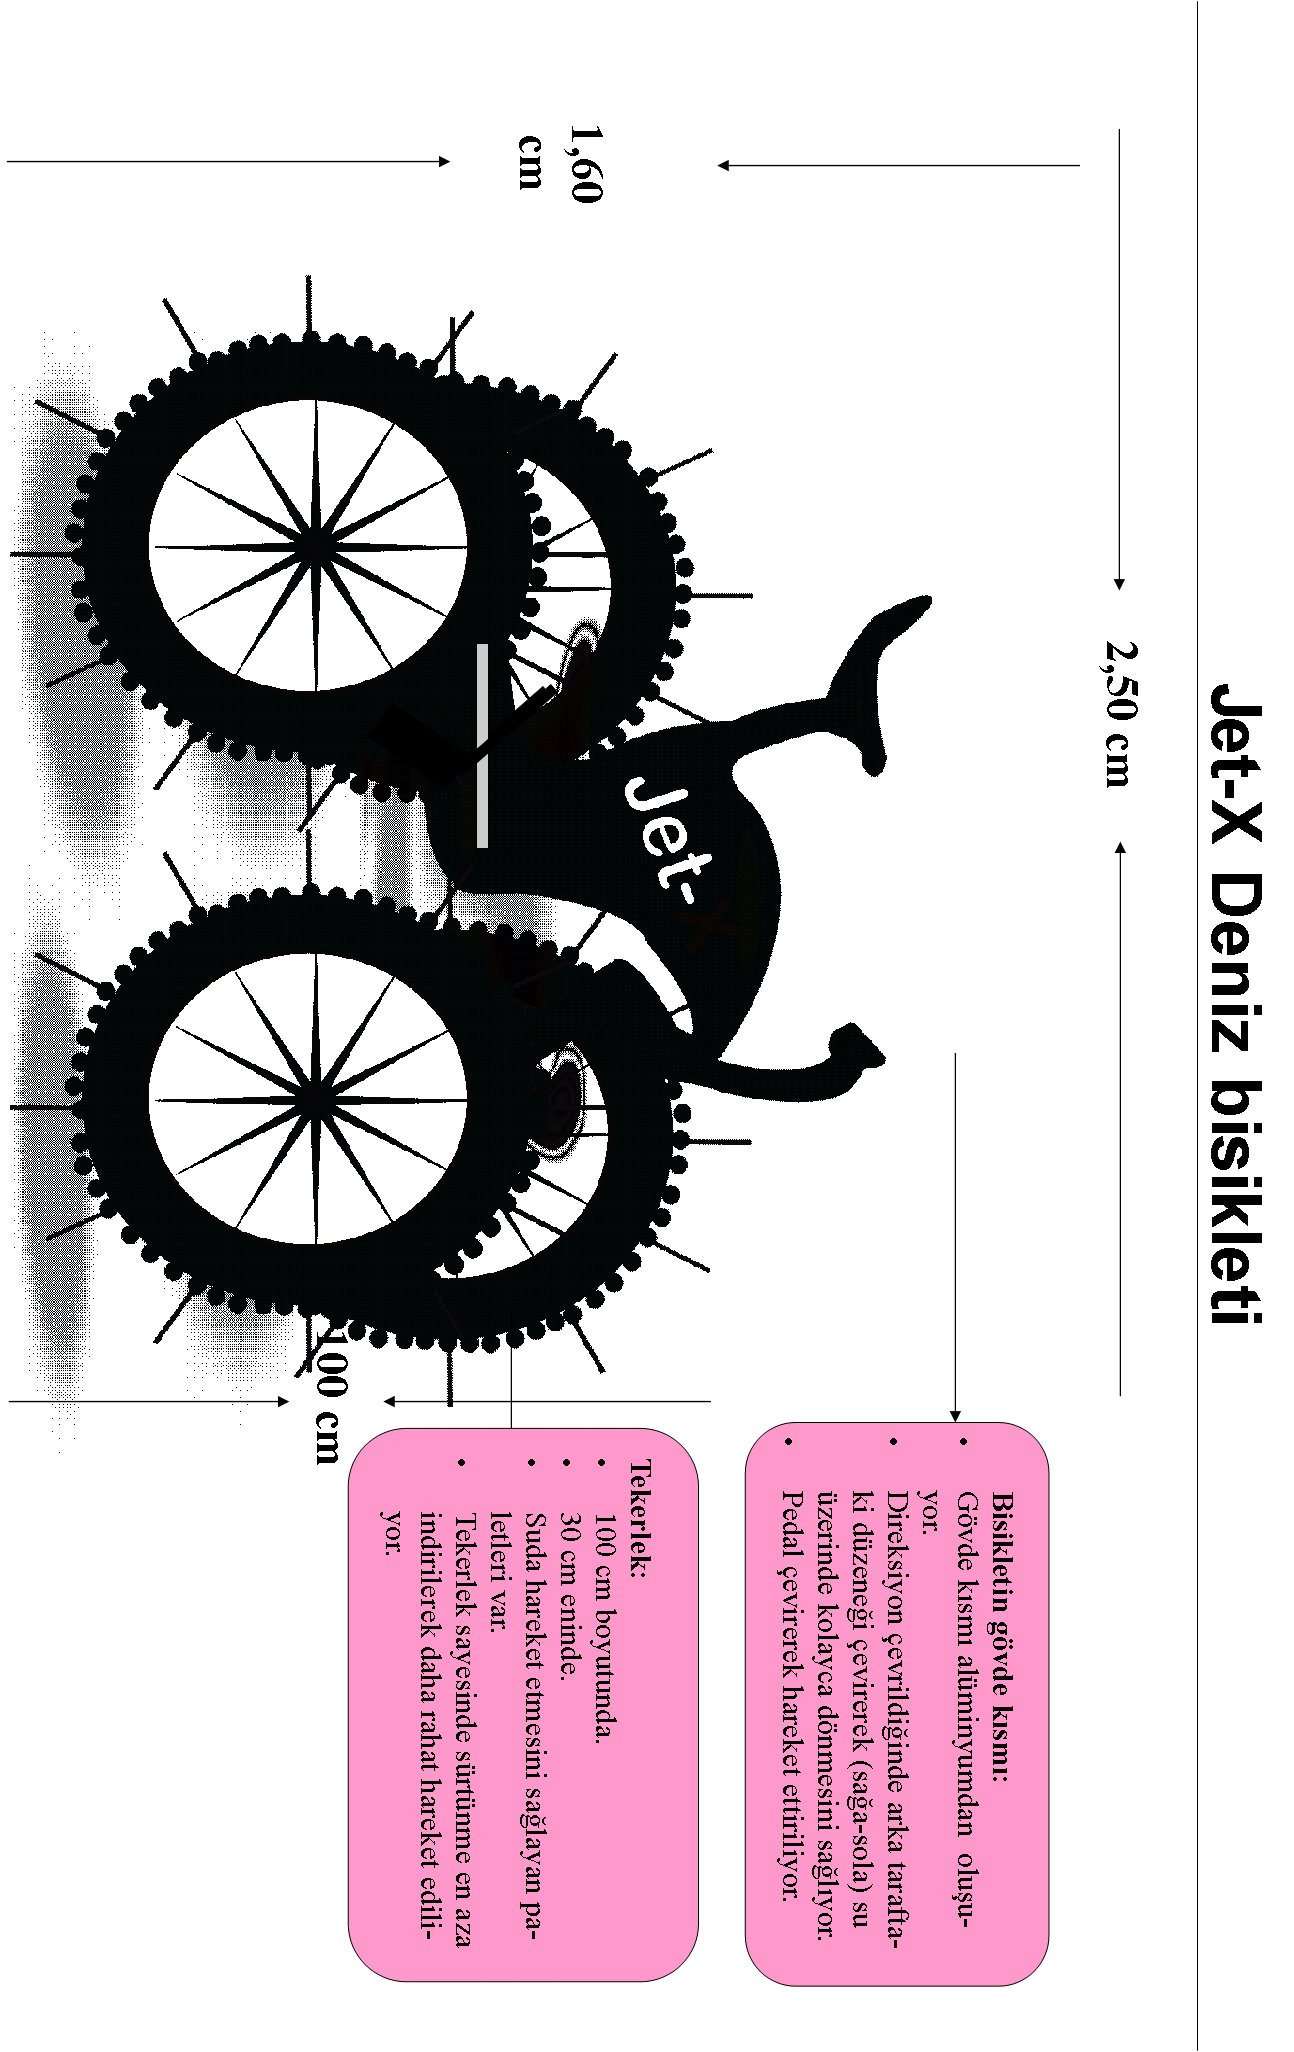 Jet-X Deniz bisikleti
2,50 cm
1,60
cm
Jet-X
100 cm
Bisikletin gövde kısmı:
• Gövde kısmı alüminyumdan oluşu-
yor.
• Direksiyon çevrildiğinde arka tarafta-
ki düzeneği çevirerek (sağa-sola) su
üzerinde kolayca dönmesini sağlıyor.
• Pedal çevirerek hareket ettiriliyor.
Tekerlek:
• 100 cm boyutunda.
• 30 cm eninde.
• Suda hareket etmesini sağlayan pa-
letleri var.
• Tekerlek sayesinde sürtünme en aza
indirilerek daha rahat hareket edili-
yor.